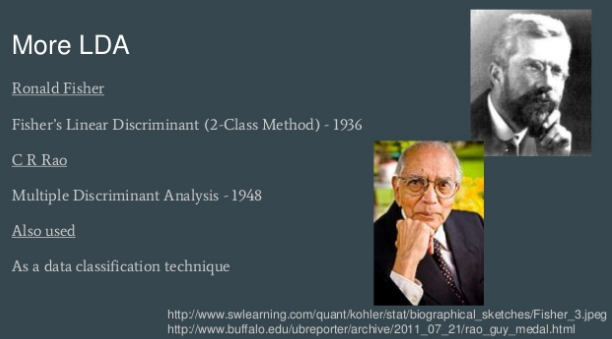 More LDA
Ronald Fisher
Fisher's Linear Discriminant (2-Class Method) - 1936
C R Rao
Multiple Discriminant Analysis - 1948
Also used
As a data classification technique
http://www.swlearning.com/quant/kohler/stat/biographical_sketches/Fisher_3.jpeg
http://www.buffalo.edu/ubreporter/archive/2011_07_21/rao_guy_medal.html